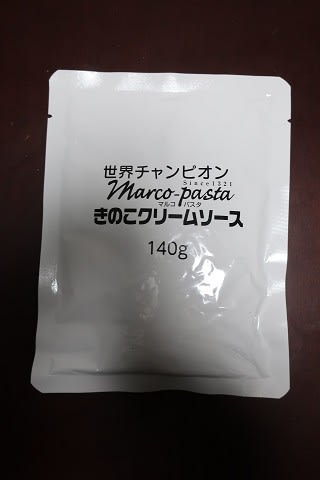 世界チャンピオン
Since1321
Marco-pasta
マルコ パスタ
きのこクリームソース
140g